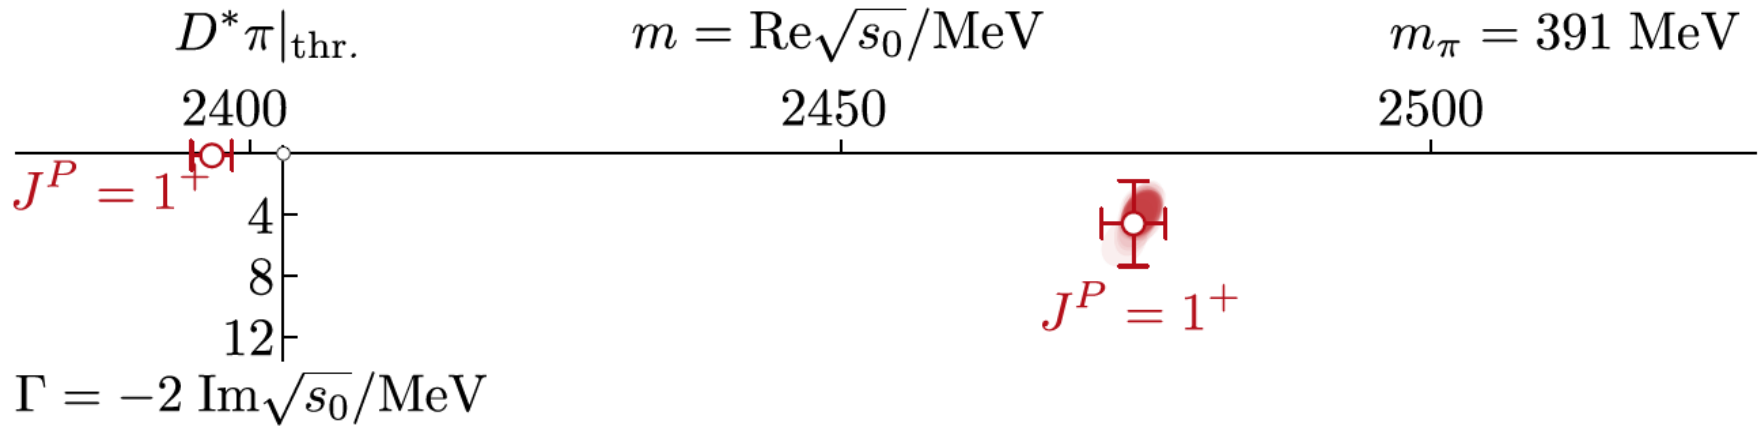 D*π|thr. m = Re√s₀/MeV mπ = 391 MeV
2400 2450 2500
Jᴾ = 1⁺
4
8
12
Jᴾ = 1⁺
Γ = −2 Im√s₀/MeV